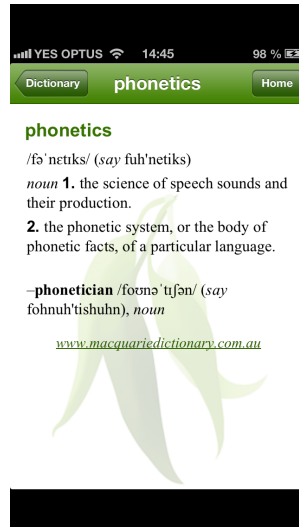 YES OPTUS 14:45 98 %
Dictionary phonetics Home
phonetics
/fəˈnɛtɪks/ (say fuh'netiks)
noun 1. the science of speech sounds and
their production.
2. the phonetic system, or the body of
phonetic facts, of a particular language.
–phonetician /foʊnəˈtɪʃən/ (say
fohnuh'tishuhn), noun
www.macquariedictionary.com.au